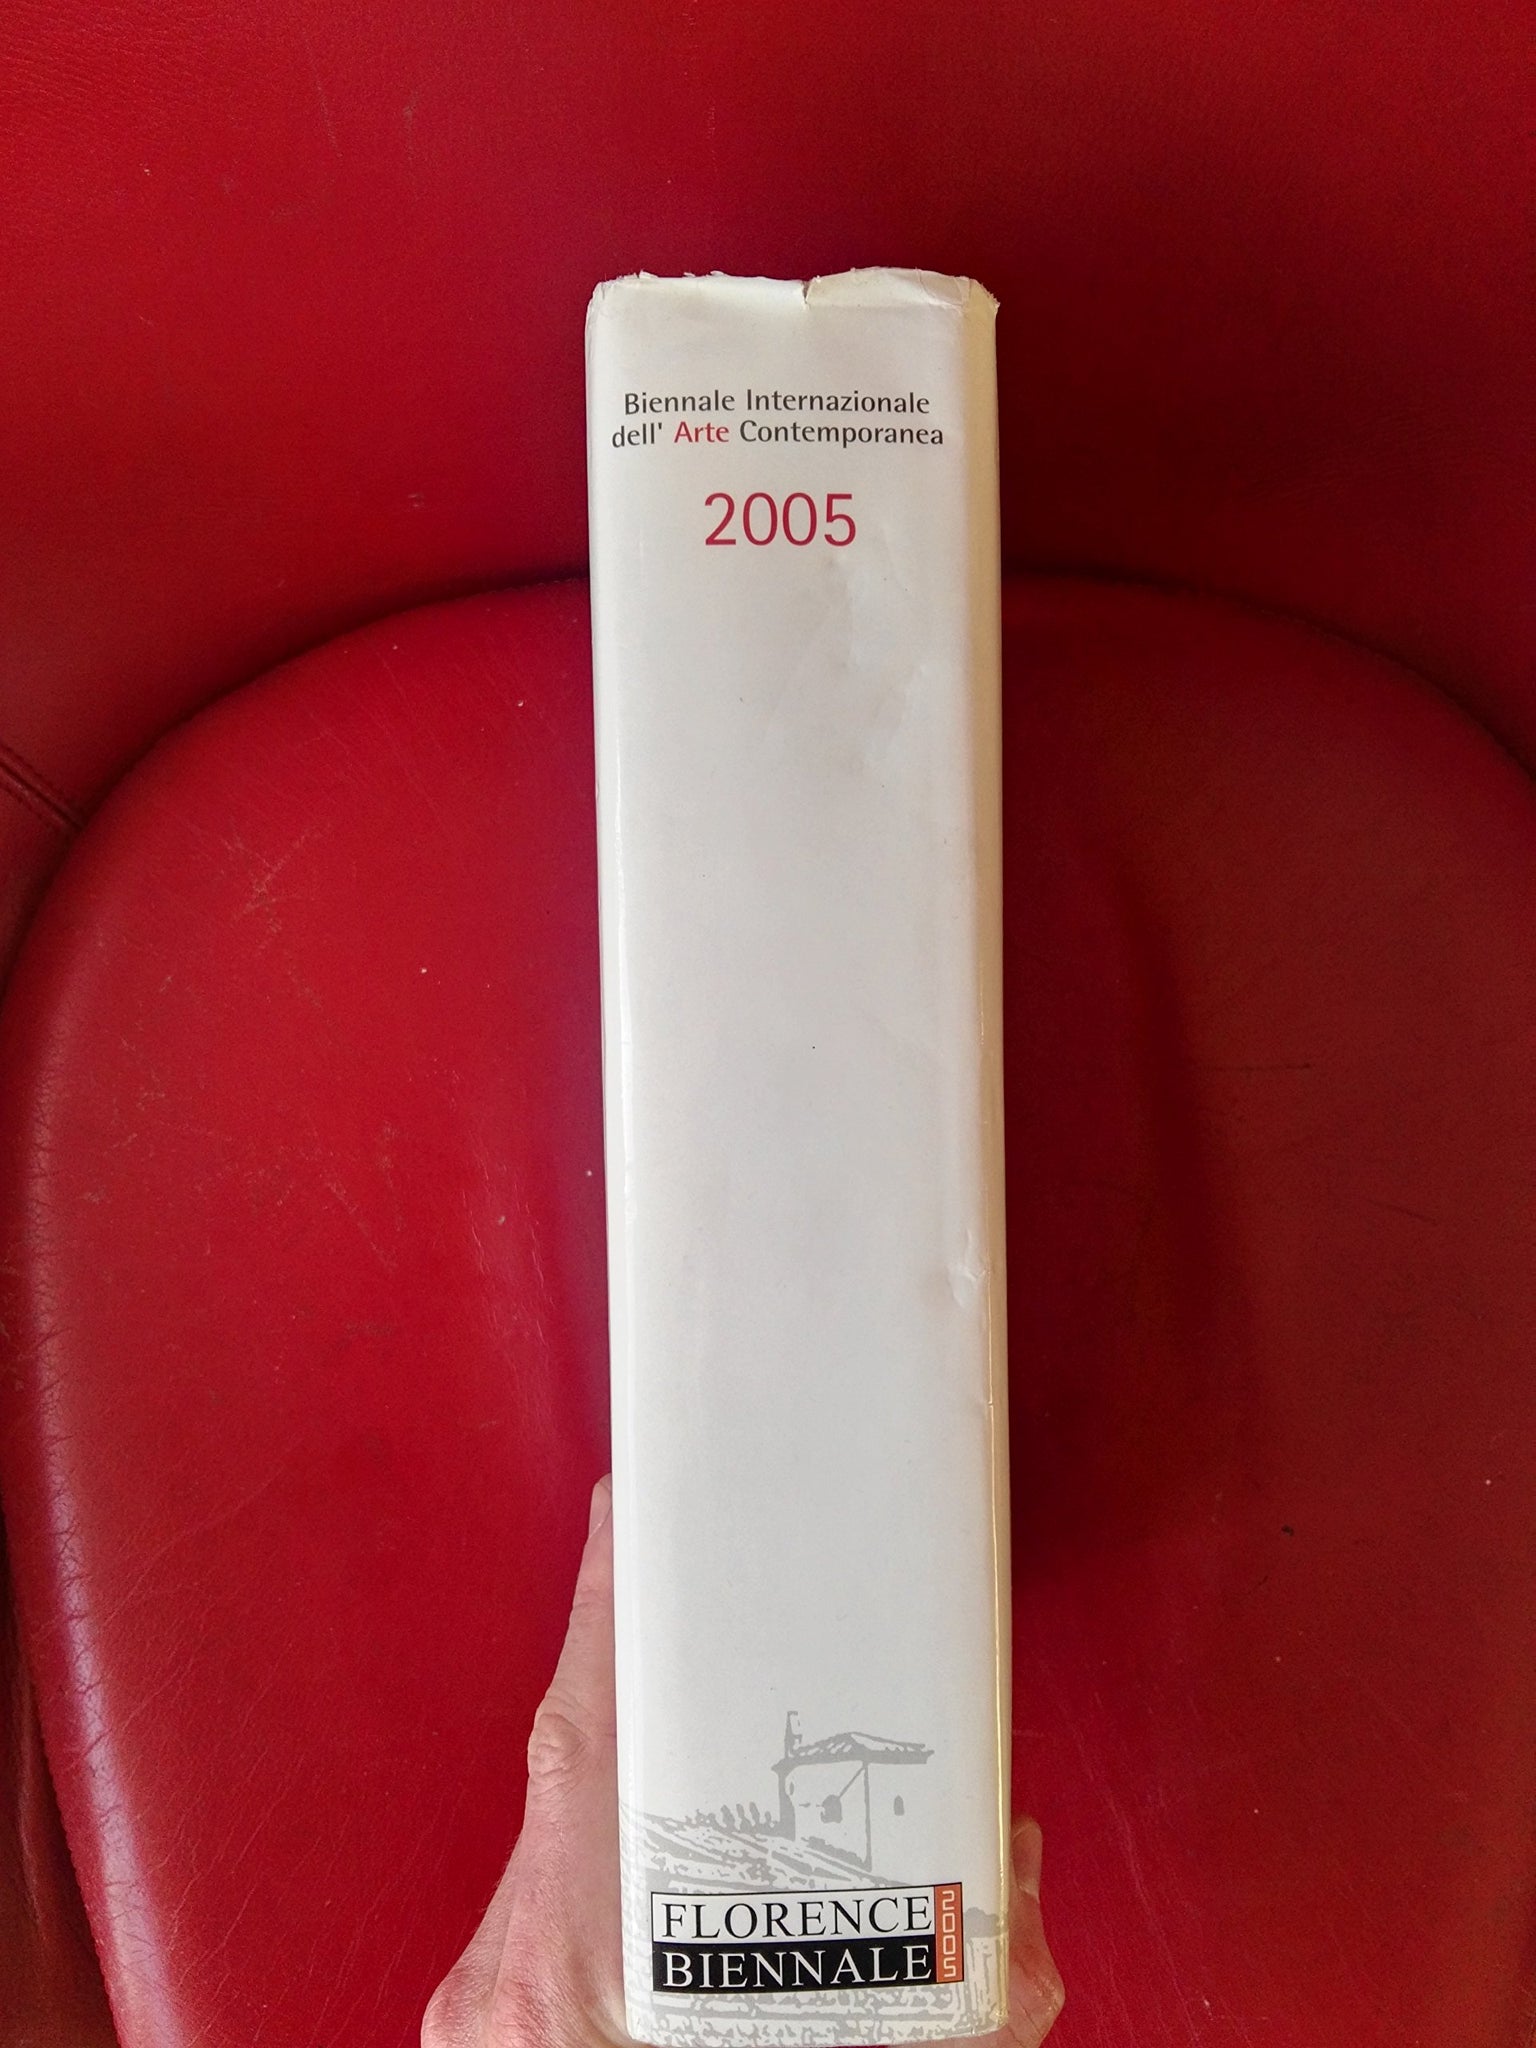 Biennale Internazionale
dell' Arte Contemporanea
2005
FLORENCE
BIENNALE
2005